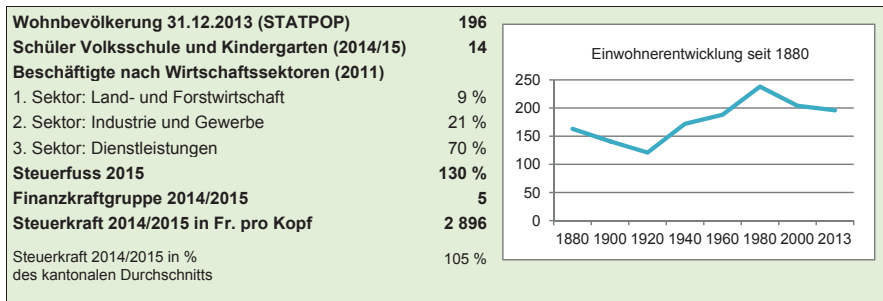 Wohnbevölkerung 31.12.2013 (STATPOP) 196
Schüler Volksschule und Kindergarten (2014/15) 14
Beschäftigte nach Wirtschaftssektoren (2011)
1. Sektor: Land- und Forstwirtschaft 9 %
2. Sektor: Industrie und Gewerbe 21 %
3. Sektor: Dienstleistungen 70 %
Steuerfuss 2015 130 %
Finanzkraftgruppe 2014/2015 5
Steuerkraft 2014/2015 in Fr. pro Kopf 2 896
Steuerkraft 2014/2015 in % 105 %
des kantonalen Durchschnitts
Einwohnerentwicklung seit 1880
250
200
150
100
50
0
1880 1900 1920 1940 1960 1980 2000 2013